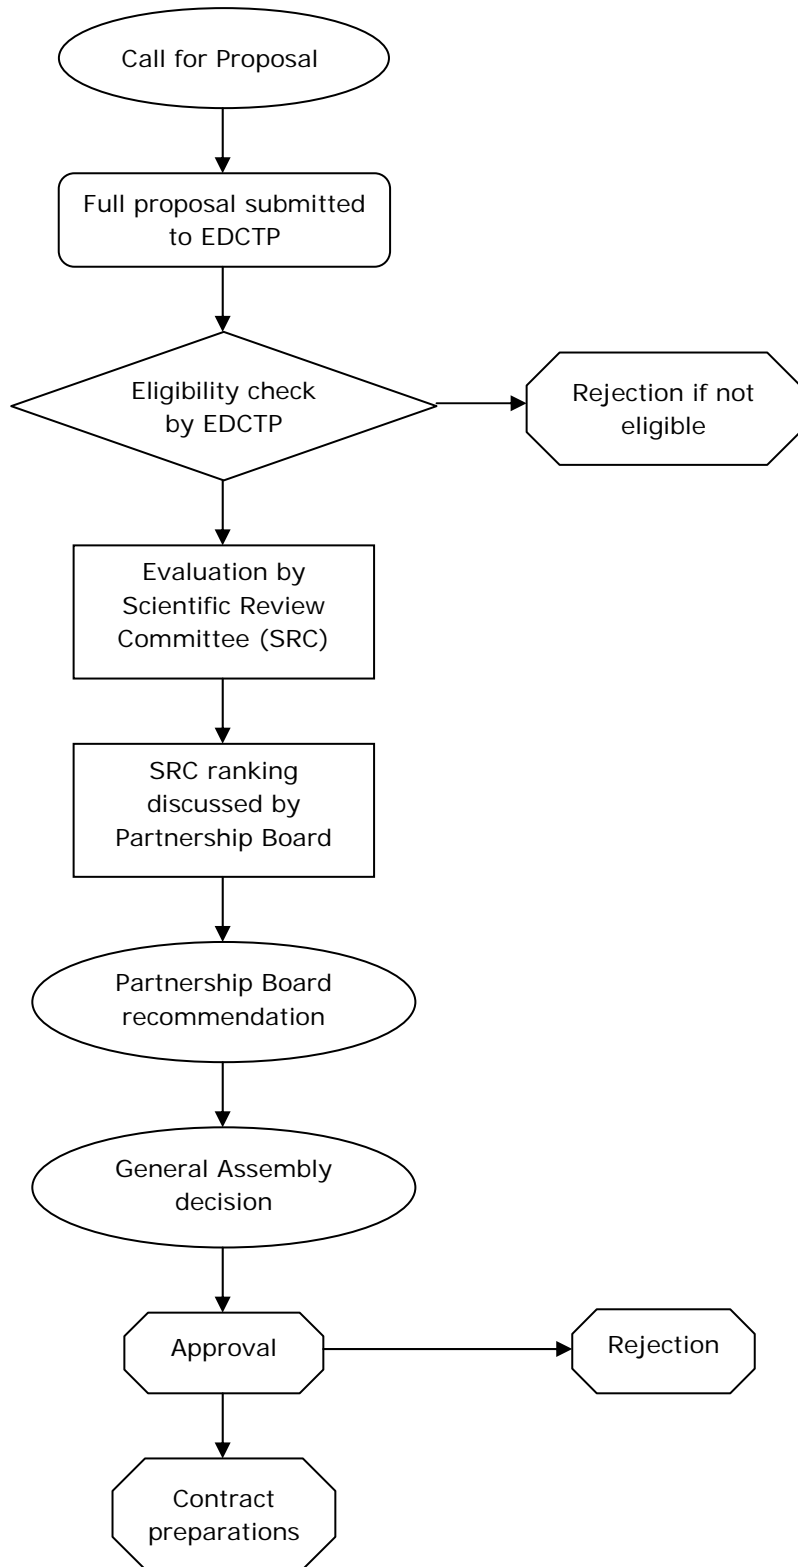 Call for Proposal
Full proposal submitted
to EDCTP
Eligibility check
by EDCTP
Rejection if not
eligible
Evaluation by
Scientific Review
Committee (SRC)
SRC ranking
discussed by
Partnership Board
Partnership Board
recommendation
General Assembly
decision
Approval
Rejection
Contract
preparations